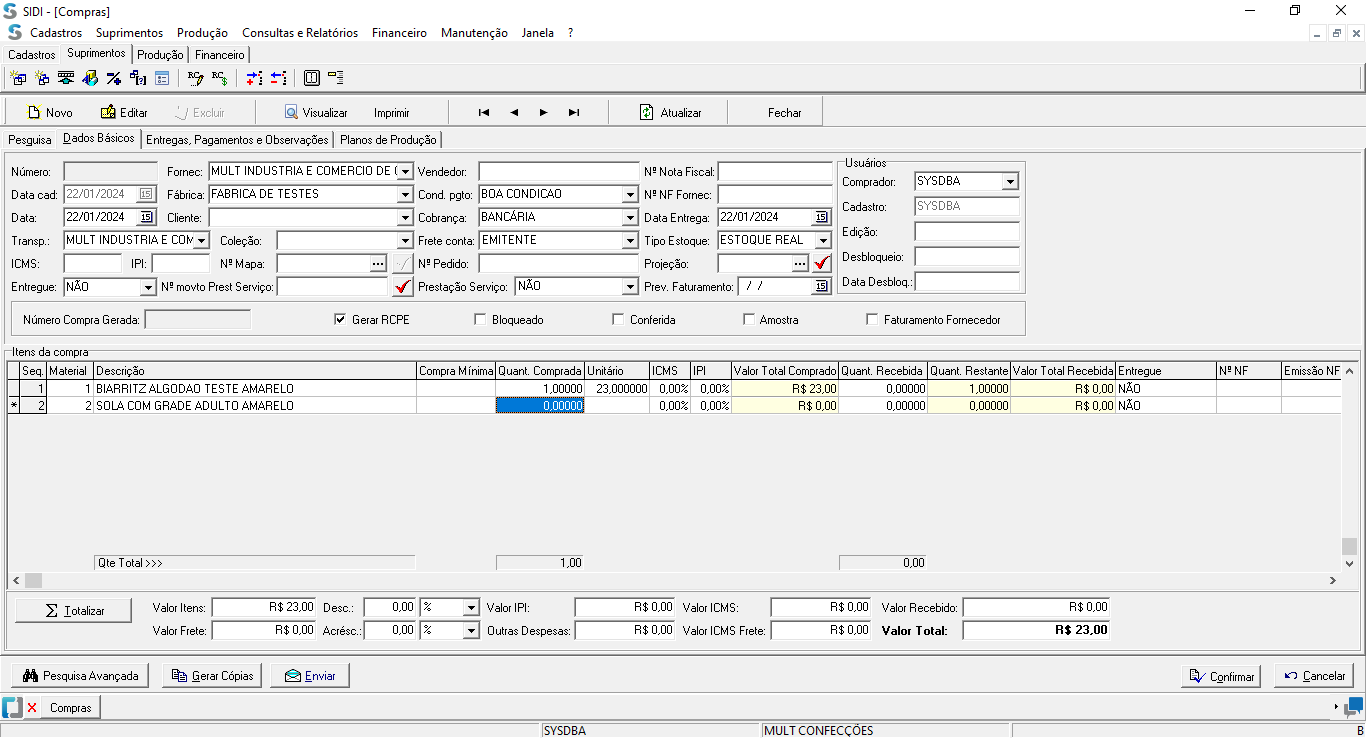 SIDI - [Compras]
Cadastros Suprimentos Produção Consultas e Relatórios Financeiro Manutenção Janela ?
Cadastros Suprimentos Produção Financeiro
Novo Editar Excluir Visualizar Imprimir Atualizar Fechar
Pesquisa Dados Básicos Entregas, Pagamentos e Observações Planos de Produção
Número: Fornec: MULT INDUSTRIA E COMERCIO DE ( Vendedor: Nº Nota Fiscal: Usuários
Comprador: SYSDBA
Data cad: 22/01/2024 15 Fábrica: FABRICA DE TESTES Cond. pgto: BOA CONDICAO Nº NF Fornec:
Cadastro: SYSDBA
Data: 22/01/2024 15 Cliente: Cobrança: BANCÁRIA Data Entrega: 22/01/2024 15
Edição:
Transp.: MULT INDUSTRIA E COM Coleção: Frete conta: EMITENTE Tipo Estoque: ESTOQUE REAL
Desbloqueio:
ICMS: IPI: Nº Mapa: ... Nº Pedido: Projeção: ...
Data Desbloq.:
Entregue: NÃO Nº movto Prest Serviço: Prestação Serviço: NÃO Prev. Faturamento: / / 15
Número Compra Gerada: Gerar RCPE Bloqueado Conferida Amostra Faturamento Fornecedor
Itens da compra
Seq. Material Descrição Compra Mínima Quant. Comprada Unitário ICMS IPI Valor Total Comprado Quant. Recebida Quant. Restante Valor Total Recebida Entregue Nº NF Emissão NF
1 1 BIARRITZ ALGODAO TESTE AMARELO 1,00000 23,000000 0,00% 0,00% R$ 23,00 0,00000 1,00000 R$ 0,00 NÃO
* 2 2 SOLA COM GRADE ADULTO AMARELO 0,00000 0,00% 0,00% R$ 0,00 0,00000 0,00000 R$ 0,00 NÃO
Qte Total >>> 1,00 0,00
Totalizar Valor Itens: R$ 23,00 Desc.: 0,00 % Valor IPI: R$ 0,00 Valor ICMS: R$ 0,00 Valor Recebido: R$ 0,00
Valor Frete: R$ 0,00 Acrésc.: 0,00 % Outras Despesas: R$ 0,00 Valor ICMS Frete: R$ 0,00 Valor Total: R$ 23,00
Pesquisa Avançada Gerar Cópias Enviar Confirmar Cancelar
Compras
SYSDBA MULT CONFECÇÕES B